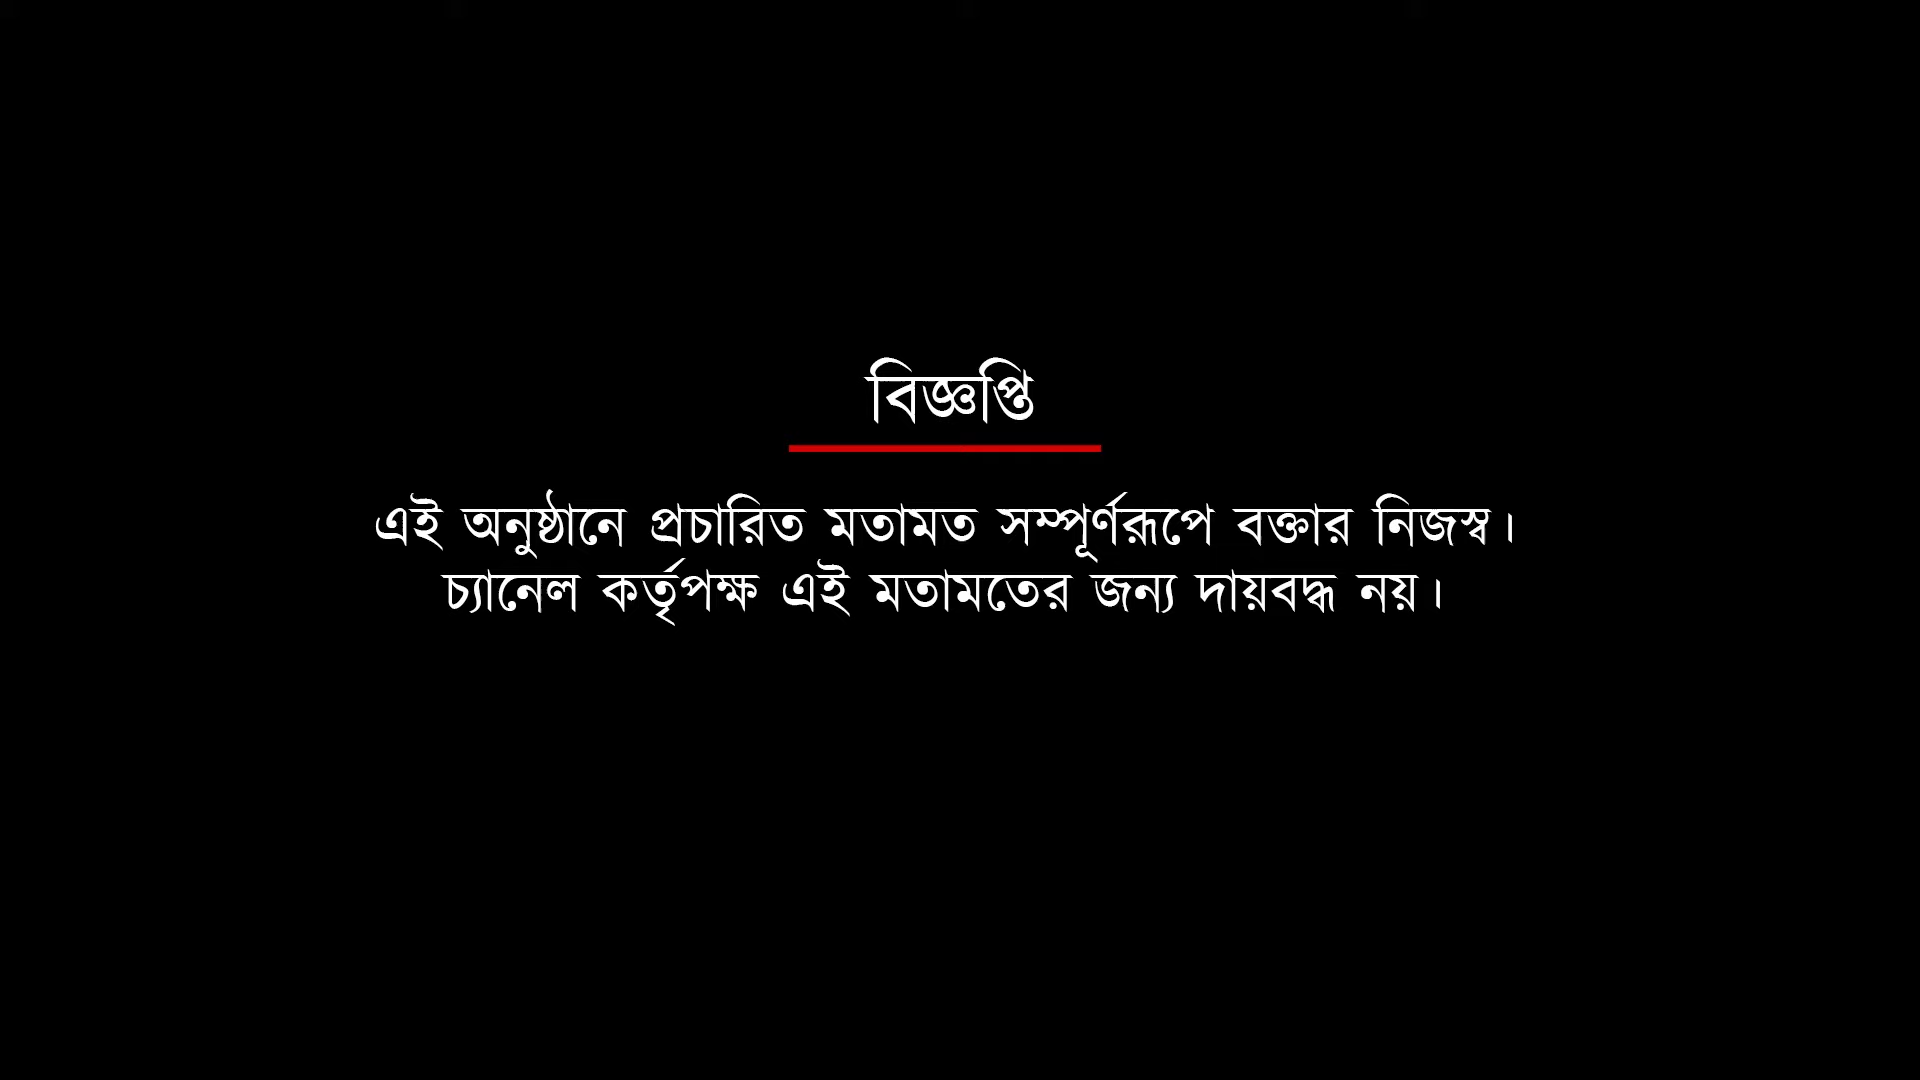 বিজ্ঞপ্তি
এই অনুষ্ঠানে প্রচারিত মতামত সম্পূর্ণরূপে বক্তার নিজস্ব।
চ্যানেল কর্তৃপক্ষ এই মতামতের জন্য দায়বদ্ধ নয়।